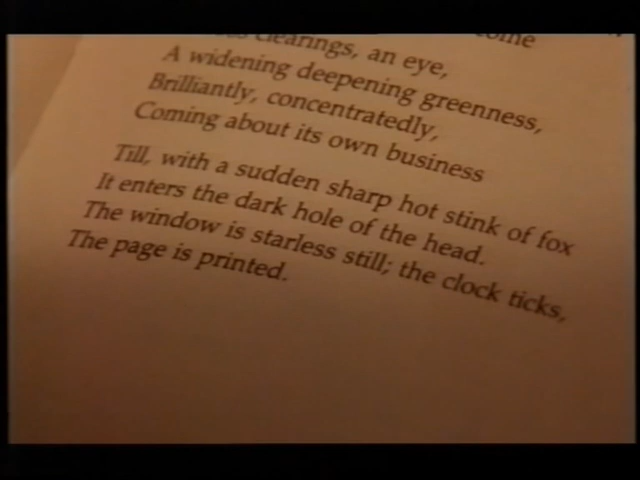 come
clearings, an eye,
A widening deepening greenness,
Brilliantly, concentratedly,
Coming about its own business
Till, with a sudden sharp hot stink of fox
It enters the dark hole of the head.
The window is starless still; the clock ticks,
The page is printed.